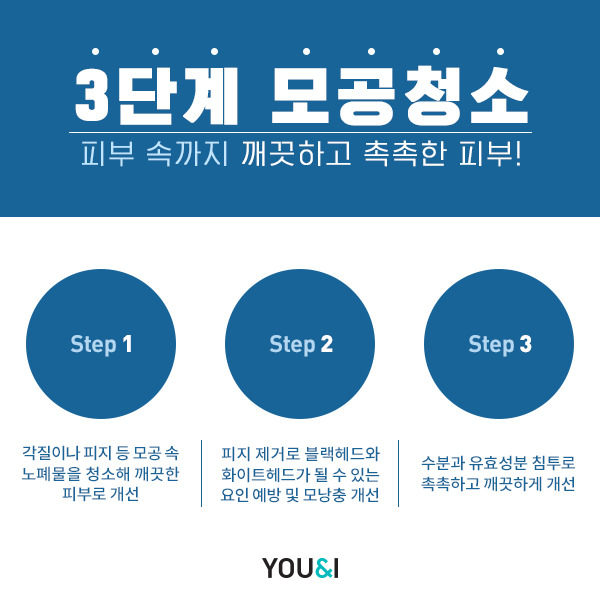 3단계 모공청소
피부 속까지 깨끗하고 촉촉한 피부!
Step 1
Step 2
Step 3
각질이나 피지 등 모공 속
노폐물을 청소해 깨끗한
피부로 개선
피지 제거로 블랙헤드와
화이트헤드가 될 수 있는
요인 예방 및 모낭충 개선
수분과 유효성분 침투로
촉촉하고 깨끗하게 개선
YOU&I